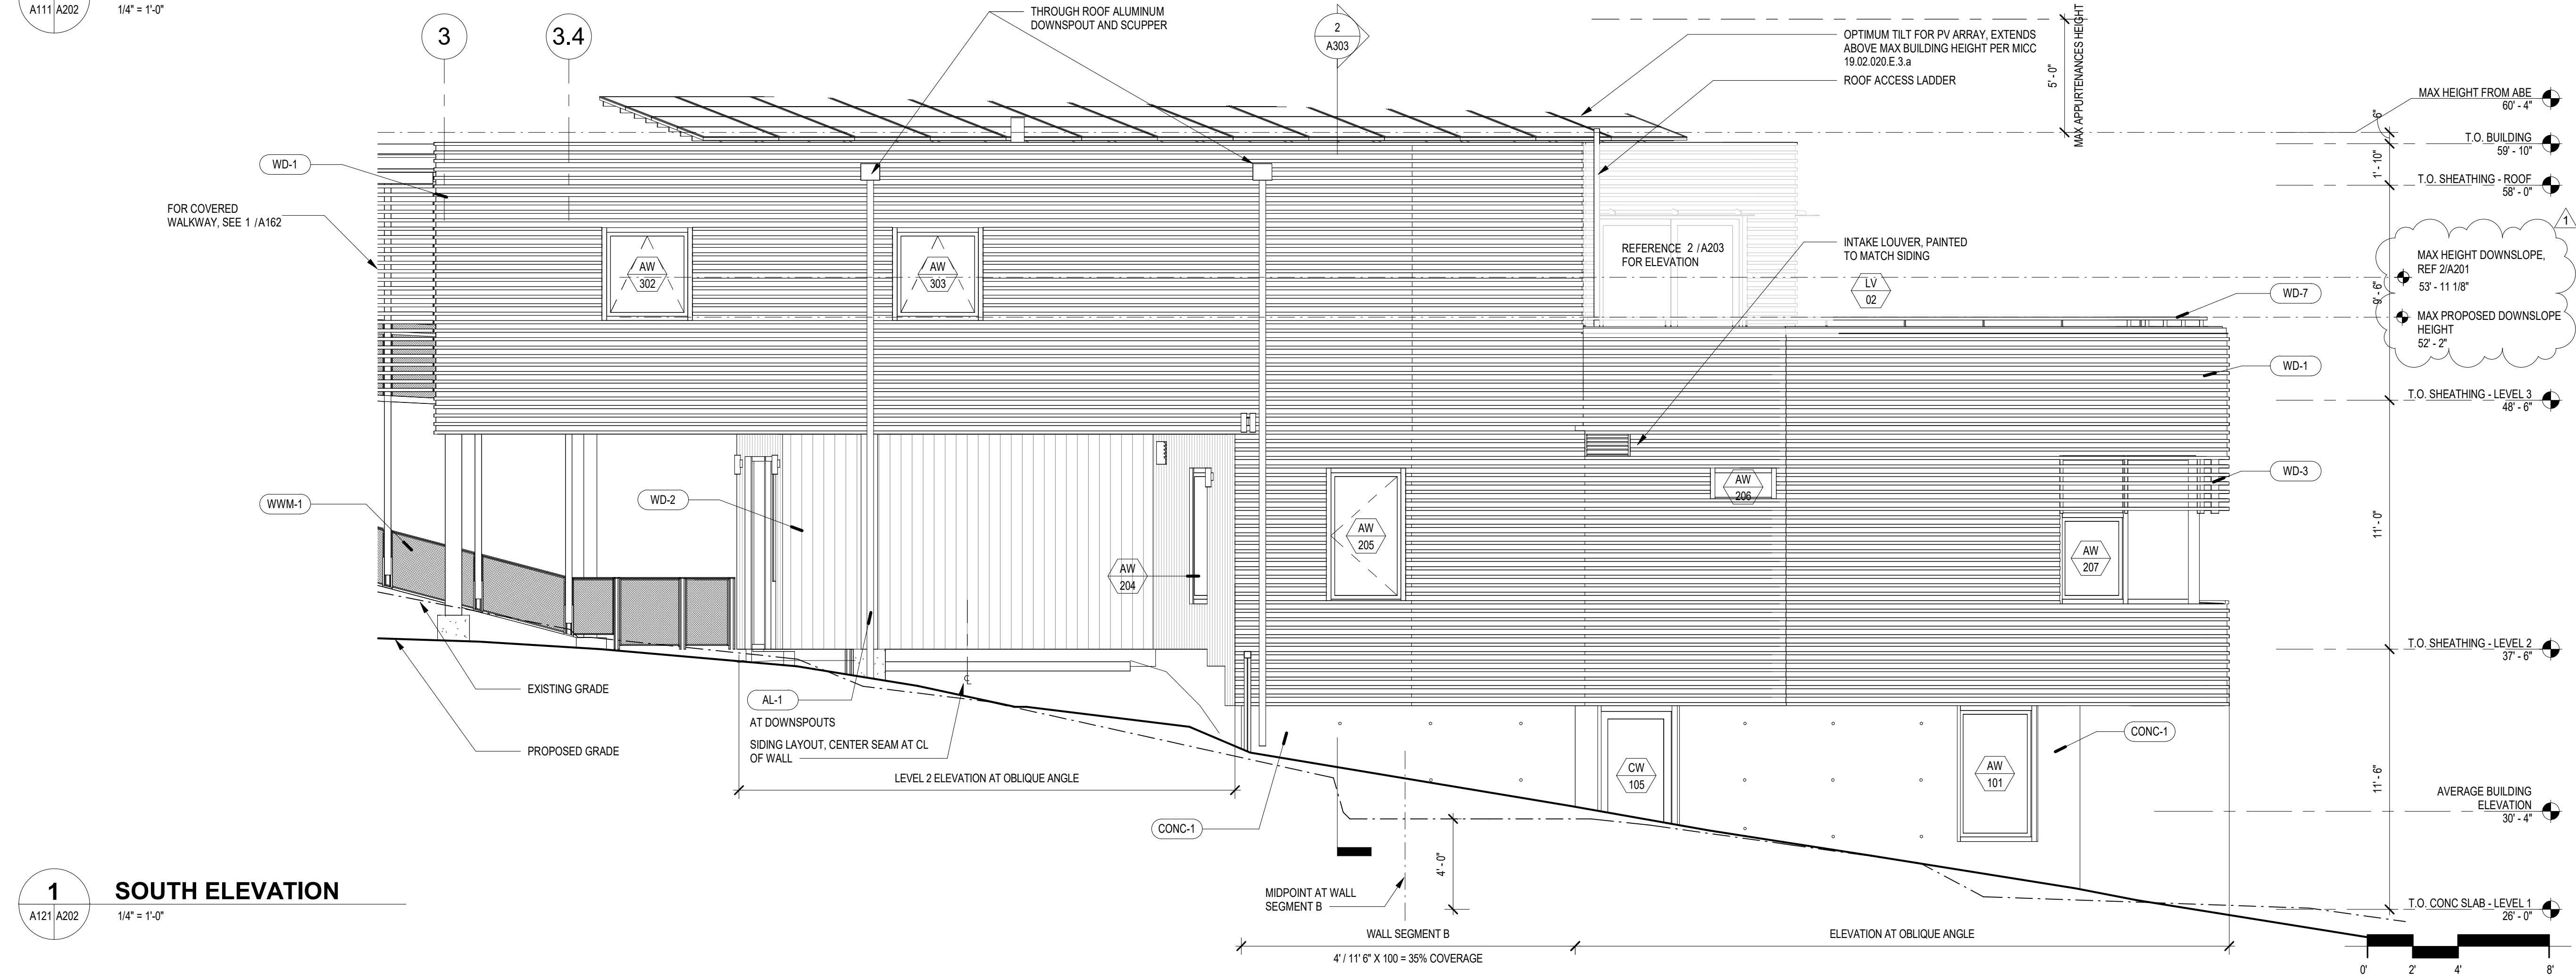 A111 A202
1/4" = 1'-0"
3
3.4
THROUGH ROOF ALUMINUM
DOWNSPOUT AND SCUPPER
2
A303
OPTIMUM TILT FOR PV ARRAY, EXTENDS
ABOVE MAX BUILDING HEIGHT PER MICC
19.02.020.E.3.a
ROOF ACCESS LADDER
5' - 0"
MAX APPURTENANCES HEIGHT
MAX HEIGHT FROM ABE
60' - 4"
6"
T.O. BUILDING
59' - 10"
1' - 10"
T.O. SHEATHING - ROOF
58' - 0"
1
MAX HEIGHT DOWNSLOPE,
REF 2/A201
53' - 11 1/8"
9' - 6"
MAX PROPOSED DOWNSLOPE
HEIGHT
52' - 2"
WD-1
FOR COVERED
WALKWAY, SEE 1 /A162
AW
302
AW
303
REFERENCE 2 /A203
FOR ELEVATION
INTAKE LOUVER, PAINTED
TO MATCH SIDING
LV
02
WD-7
WD-1
T.O. SHEATHING - LEVEL 3
48' - 6"
WWM-1
WD-2
AW
204
AW
205
AW
206
AW
207
WD-3
11' - 0"
T.O. SHEATHING - LEVEL 2
37' - 6"
EXISTING GRADE
PROPOSED GRADE
AL-1
AT DOWNSPOUTS
SIDING LAYOUT, CENTER SEAM AT CL
OF WALL
CL
LEVEL 2 ELEVATION AT OBLIQUE ANGLE
CONC-1
CW
105
AW
101
CONC-1
11' - 6"
AVERAGE BUILDING
ELEVATION
30' - 4"
4' - 0"
MIDPOINT AT WALL
SEGMENT B
T.O. CONC SLAB - LEVEL 1
26' - 0"
WALL SEGMENT B
4' / 11' 6" X 100 = 35% COVERAGE
ELEVATION AT OBLIQUE ANGLE
1
A121 A202
SOUTH ELEVATION
1/4" = 1'-0"
0' 2' 4' 8'